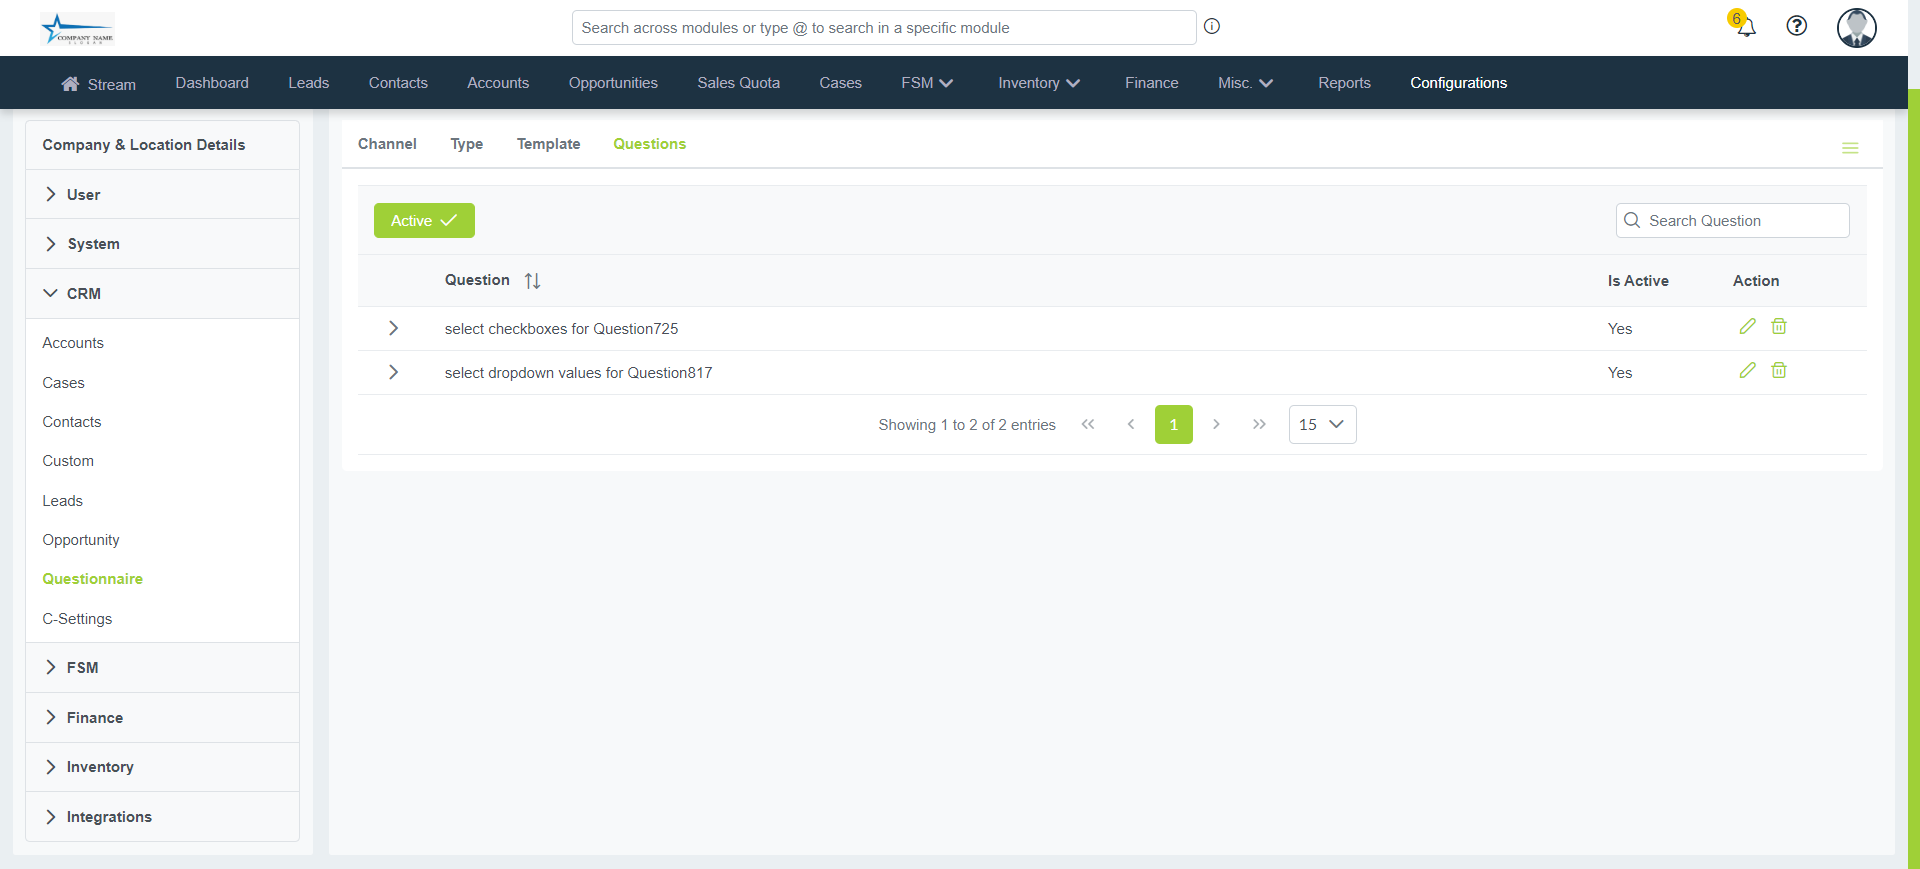 COMPANY NAME
Search across modules or type @ to search in a specific module
6
Stream Dashboard Leads Contacts Accounts Opportunities Sales Quota Cases FSM Inventory Finance Misc. Reports Configurations
Company & Location Details
User
System
CRM
Accounts
Cases
Contacts
Custom
Leads
Opportunity
Questionnaire
C-Settings
FSM
Finance
Inventory
Integrations
Channel Type Template Questions
Active Search Question
Question Is Active Action
select checkboxes for Question725 Yes
select dropdown values for Question817 Yes
Showing 1 to 2 of 2 entries 1 15